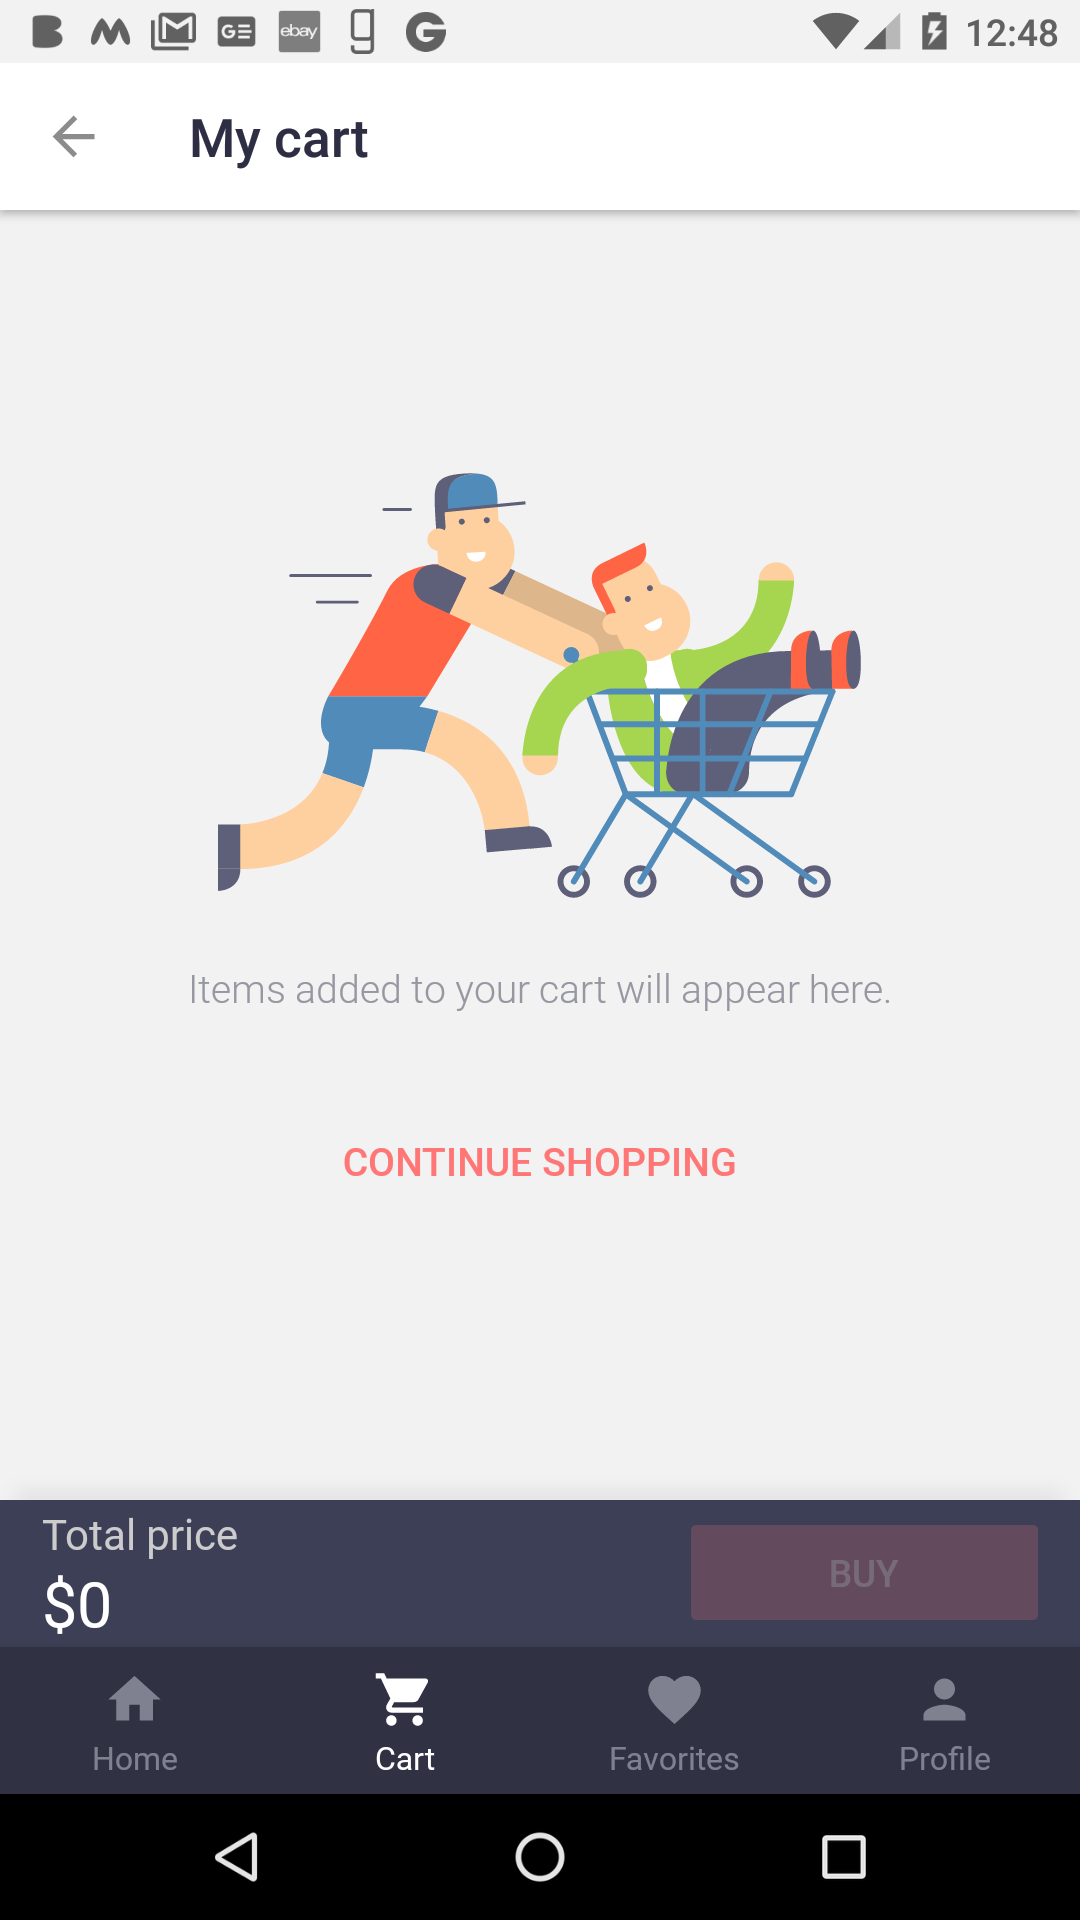 12:48
My cart
Items added to your cart will appear here.
CONTINUE SHOPPING
Total price
$0
BUY
Home
Cart
Favorites
Profile
ebay
GE